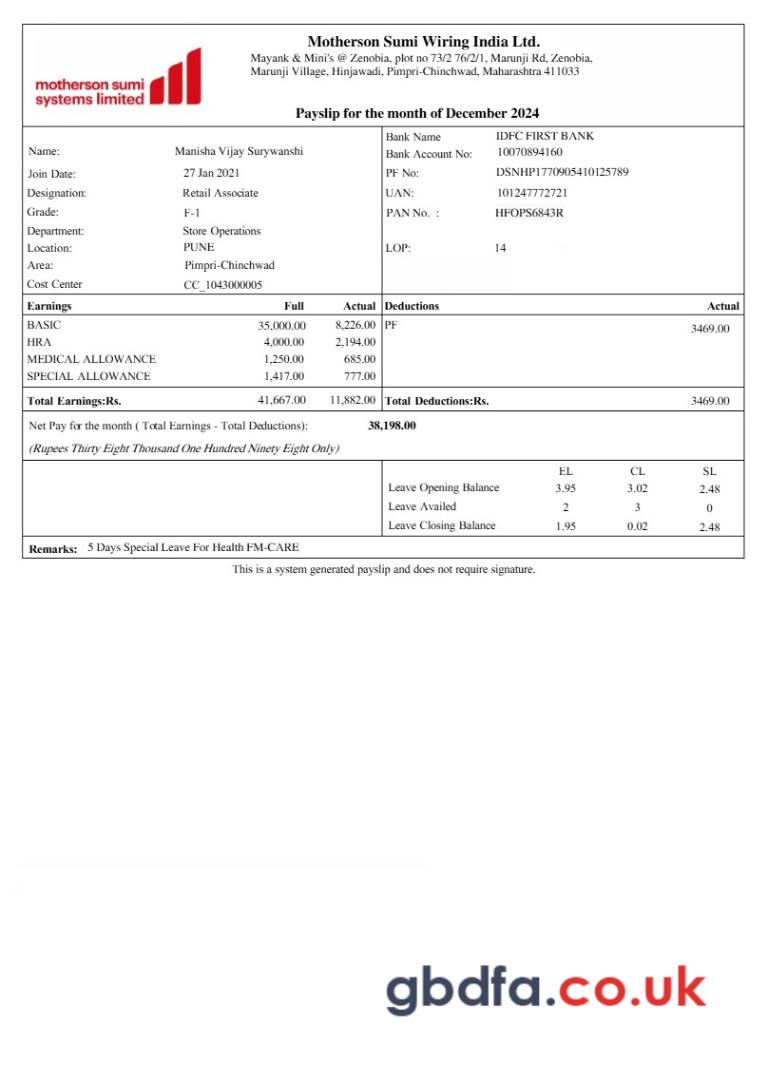 motherson sumi
systems limited
Motherson Sumi Wiring India Ltd.
Mayank & Mini's @ Zenobia, plot no 73/2 76/2/1, Marunji Rd, Zenobia,
Marunji Village, Hinjawadi, Pimpri-Chinchwad, Maharashtra 411033
Payslip for the month of December 2024
Name: Manisha Vijay Surywanshi
Join Date: 27 Jan 2021
Designation: Retail Associate
Grade: F-1
Department: Store Operations
Location: PUNE
Area: Pimpri-Chinchwad
Cost Center CC_1043000005
Bank Name IDFC FIRST BANK
Bank Account No: 10070894160
PF No: DSNHP1770905410125789
UAN: 101247772721
PAN No. : HFOPS6843R
LOP: 14
Earnings Full Actual Deductions Actual
BASIC 35,000.00 8,226.00 PF 3469.00
HRA 4,000.00 2,194.00
MEDICAL ALLOWANCE 1,250.00 685.00
SPECIAL ALLOWANCE 1,417.00 777.00
Total Earnings:Rs. 41,667.00 11,882.00 Total Deductions:Rs. 3469.00
Net Pay for the month ( Total Earnings - Total Deductions): 38,198.00
(Rupees Thirty Eight Thousand One Hundred Ninety Eight Only)
EL CL SL
Leave Opening Balance 3.95 3.02 2.48
Leave Availed 2 3 0
Leave Closing Balance 1.95 0.02 2.48
Remarks: 5 Days Special Leave For Health FM-CARE
This is a system generated payslip and does not require signature.
gbdfa.co.uk